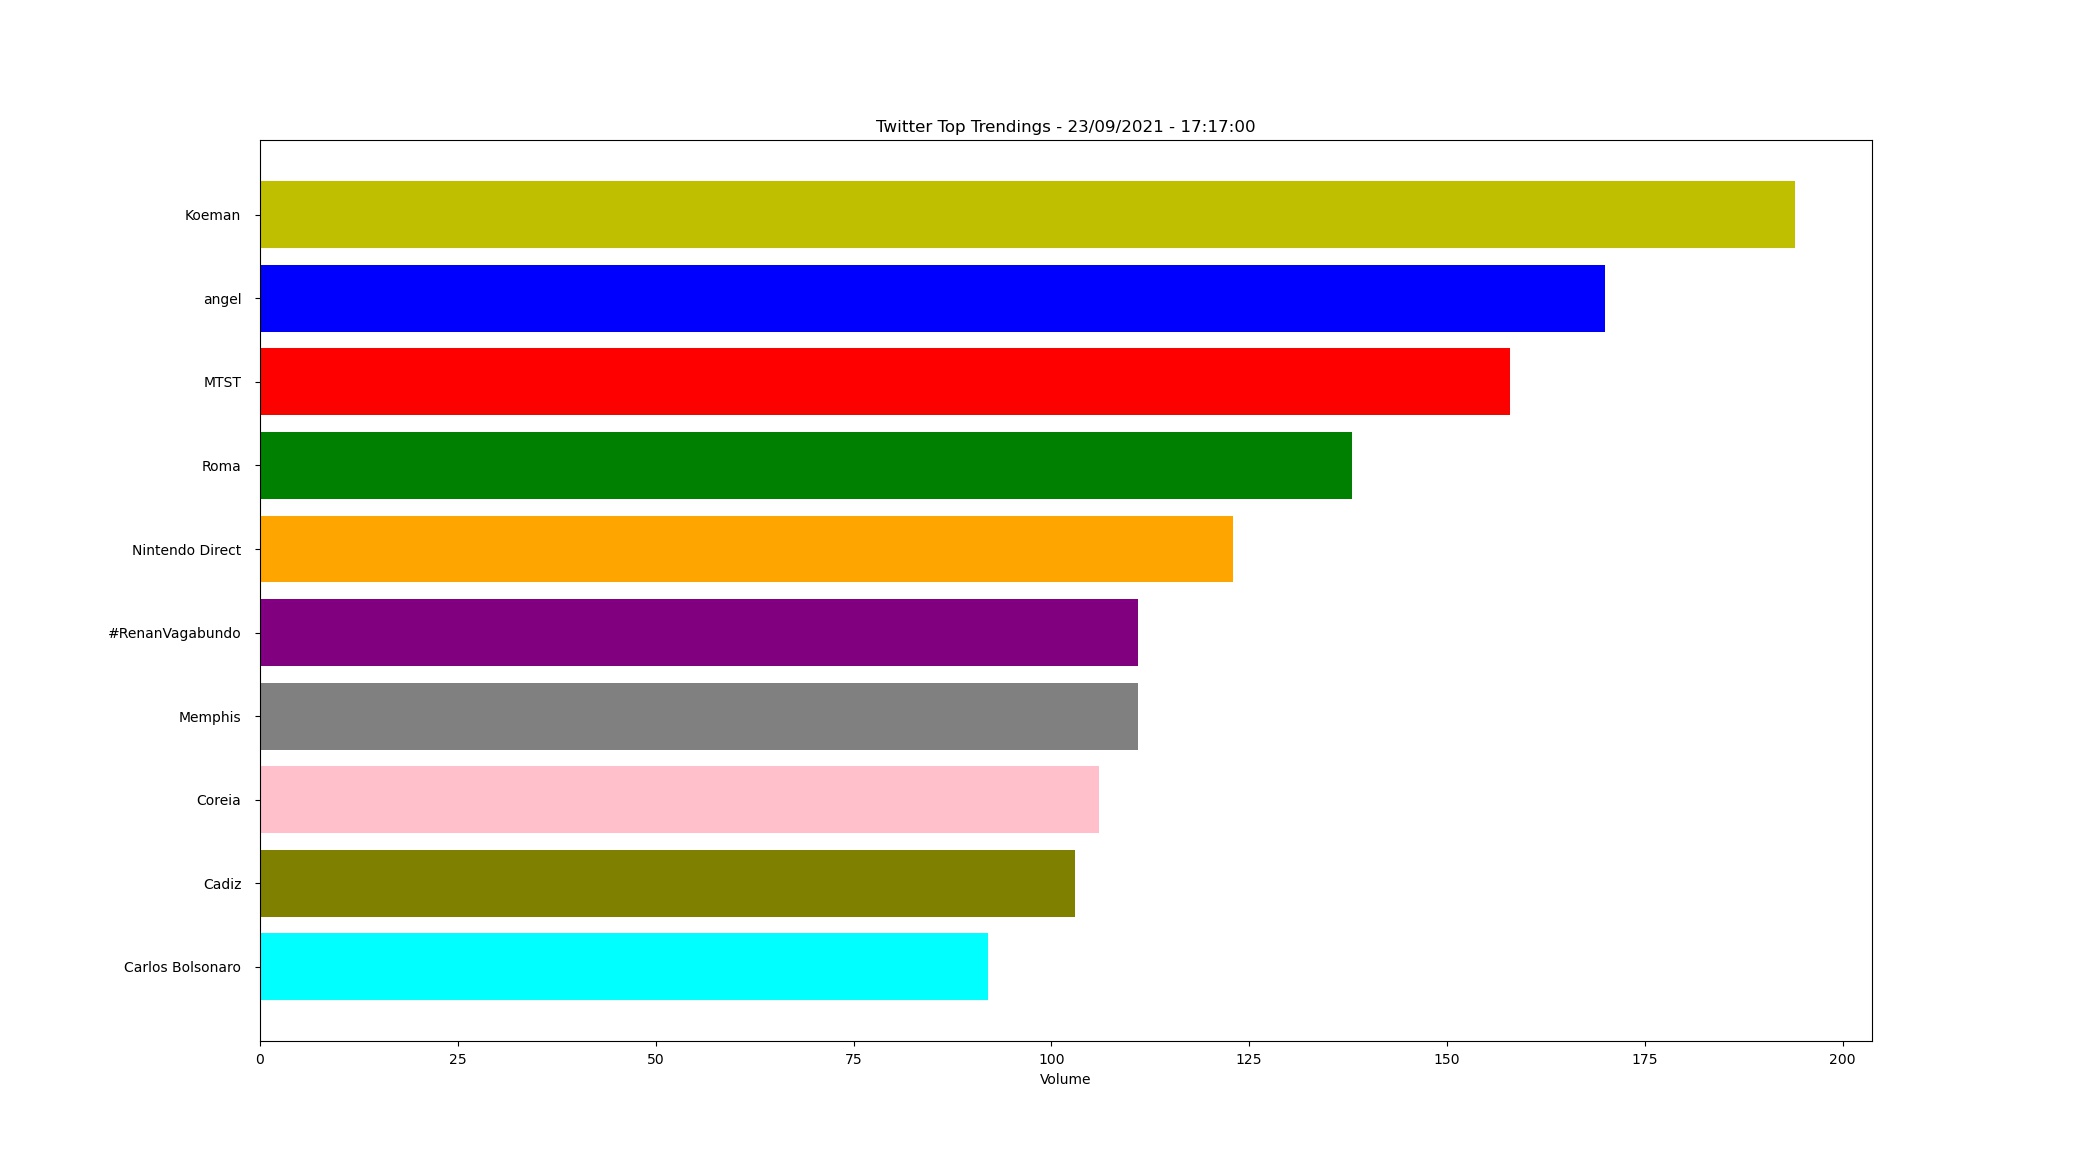 Twitter Top Trendings - 23/09/2021 - 17:17:00
Koeman
angel
MTST
Roma
Nintendo Direct
#RenanVagabundo
Memphis
Coreia
Cadiz
Carlos Bolsonaro
0 25 50 75 100 125 150 175 200
Volume